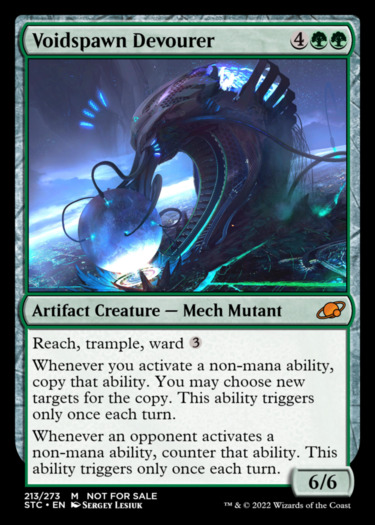 Voidspawn Devourer 4
Artifact Creature — Mech Mutant
Reach, trample, ward 3
Whenever you activate a non-mana ability,
copy that ability. You may choose new
targets for the copy. This ability triggers
only once each turn.
Whenever an opponent activates a
non-mana ability, counter that ability. This
ability triggers only once each turn.
6/6
213/273 M NOT FOR SALE
STC • EN SERGEY LESIUK
™ & © 2022 Wizards of the Coast